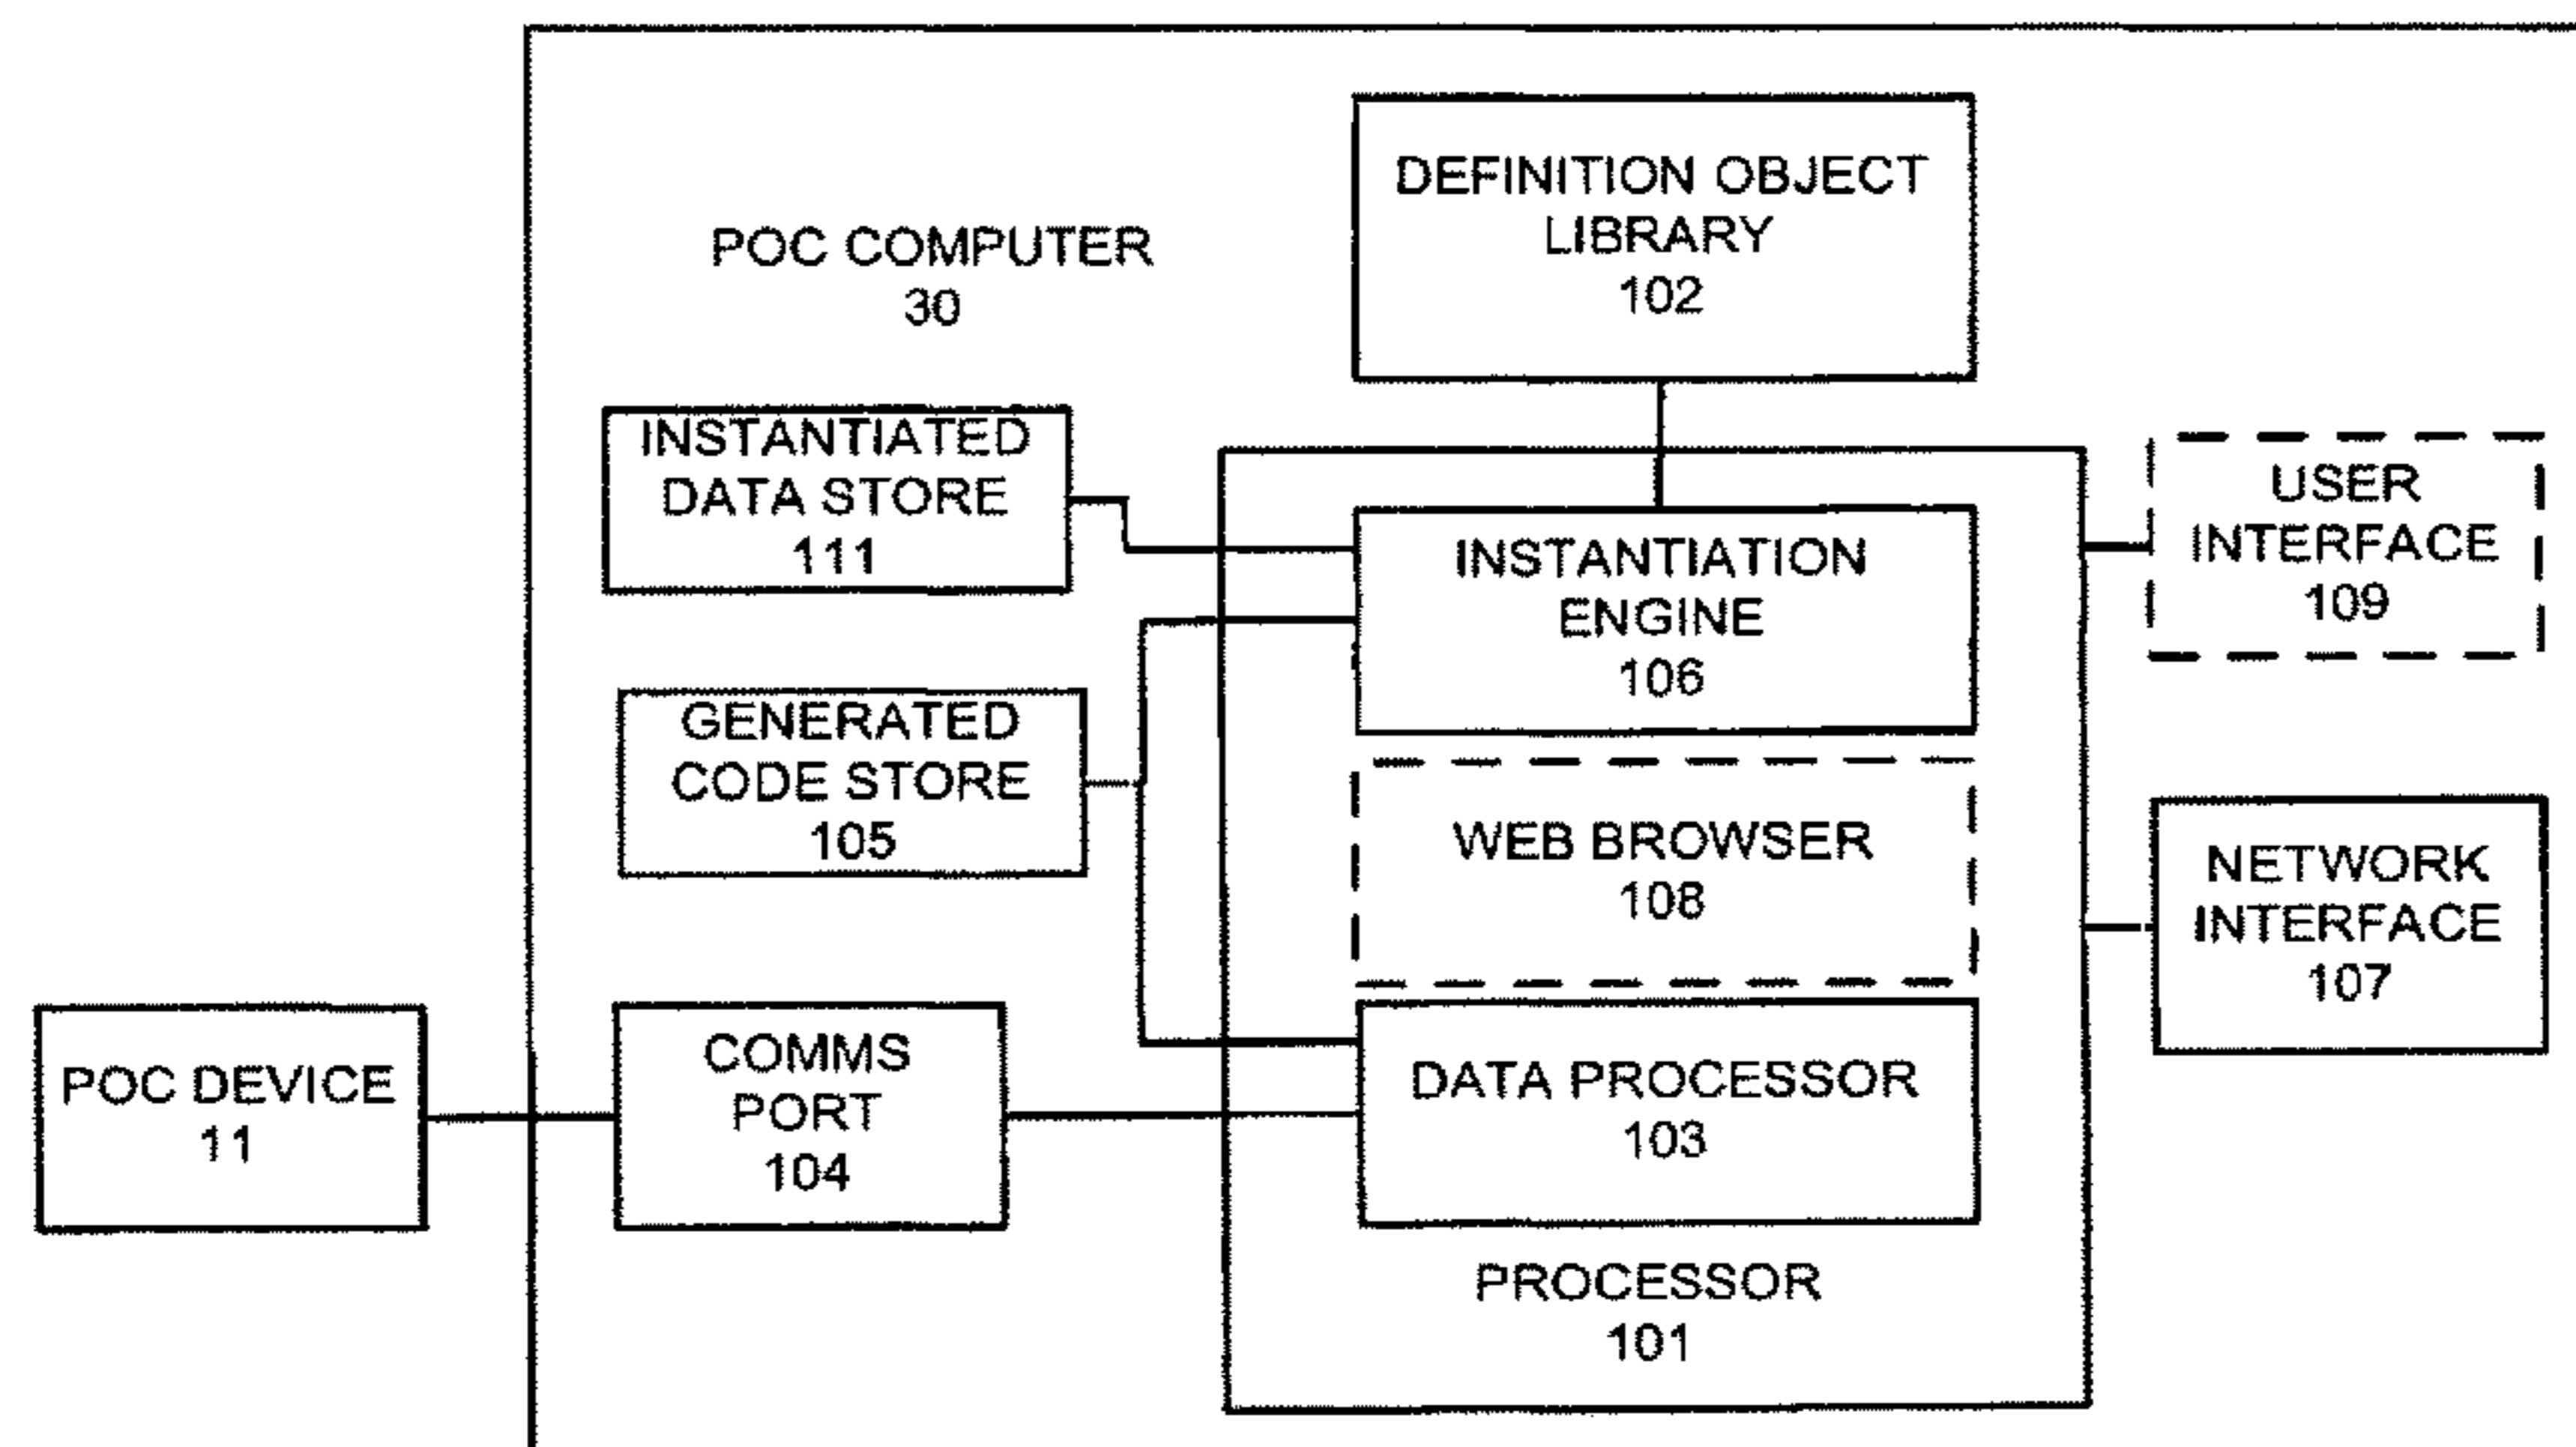 POC COMPUTER
30
DEFINITION OBJECT
LIBRARY
102
INSTANTIATED
DATA STORE
111
INSTANTIATION
ENGINE
106
USER
INTERFACE
109
GENERATED
CODE STORE
105
WEB BROWSER
108
NETWORK
INTERFACE
107
POC DEVICE
11
COMMS
PORT
104
DATA PROCESSOR
103
PROCESSOR
101